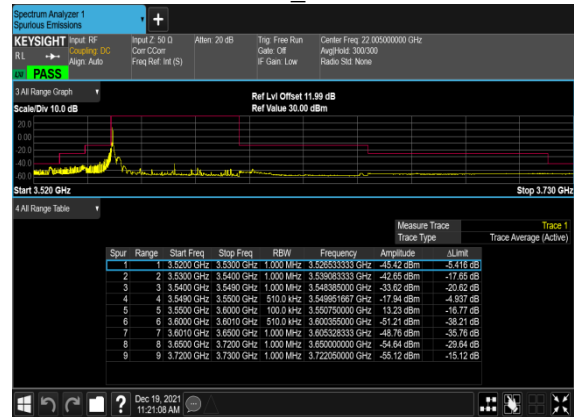 Spectrum Analyzer 1
Spurious Emissions
KEYSIGHT Input: RF Input Z: 50 Ω Atten: 20 dB Trig: Free Run Center Freq: 22.005000000 GHz
RL Coupling: DC Corr CCorr Gate: Off Avg|Hold: 300/300
Align: Auto Freq Ref: Int (S) IF Gain: Low Radio Std: None
PASS
3 All Range Graph Ref Lvl Offset 11.99 dB
Scale/Div 10.0 dB Ref Value 30.00 dBm
20.0
0.00
-20.0
-40.0
-60.0
Start 3.520 GHz Stop 3.730 GHz
4 All Range Table
Measure Trace Trace 1
Trace Type Trace Average (Active)
Spur Range Start Freq Stop Freq RBW Frequency Amplitude ΔLimit
1 1 3.5200 GHz 3.5300 GHz 1.000 MHz 3.526533333 GHz -45.42 dBm -5.416 dB
2 2 3.5300 GHz 3.5400 GHz 1.000 MHz 3.539083333 GHz -42.65 dBm -17.65 dB
3 3 3.5400 GHz 3.5490 GHz 1.000 MHz 3.548385000 GHz -33.62 dBm -20.62 dB
4 4 3.5490 GHz 3.5500 GHz 510.0 kHz 3.549951667 GHz -17.94 dBm -4.937 dB
5 5 3.5500 GHz 3.6000 GHz 100.0 kHz 3.550750000 GHz 13.23 dBm -16.77 dB
6 6 3.6000 GHz 3.6010 GHz 510.0 kHz 3.600355000 GHz -51.21 dBm -38.21 dB
7 7 3.6010 GHz 3.6500 GHz 1.000 MHz 3.605328333 GHz -48.76 dBm -35.76 dB
8 8 3.6500 GHz 3.7200 GHz 1.000 MHz 3.650000000 GHz -54.64 dBm -29.64 dB
9 9 3.7200 GHz 3.7300 GHz 1.000 MHz 3.722050000 GHz -55.12 dBm -15.12 dB
Dec 19, 2021
11:21:08 AM